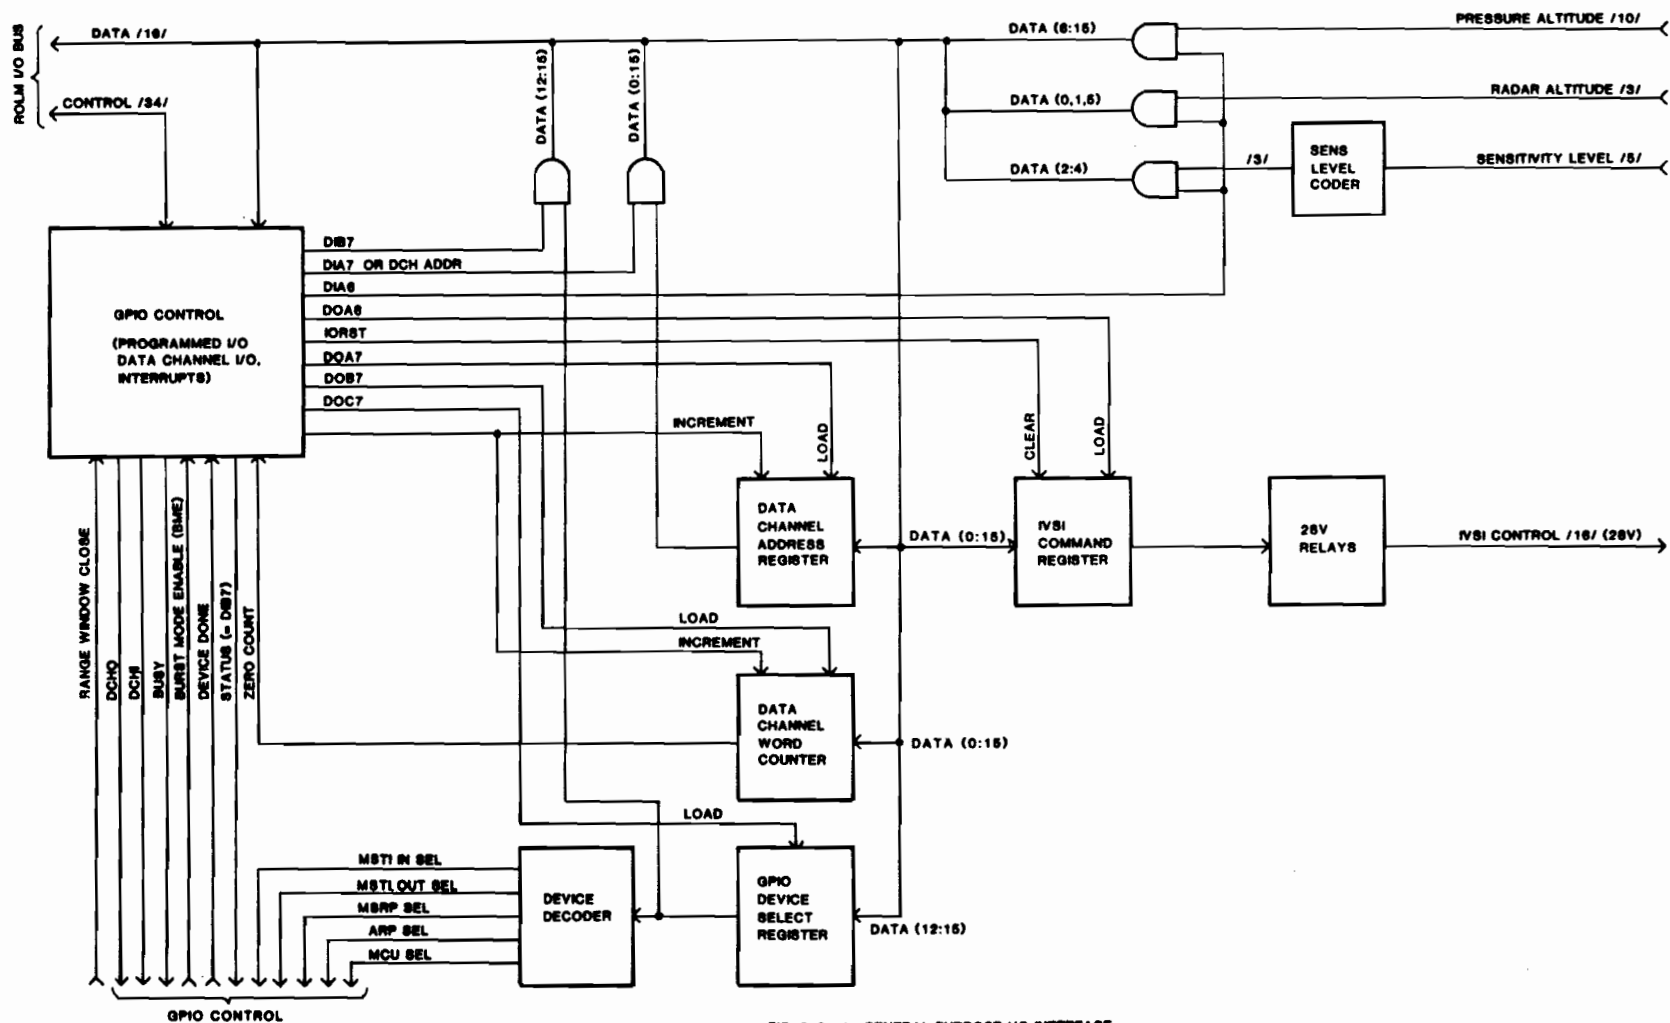 ROLM I/O BUS
DATA /16/
CONTROL /34/
DATA (12:15)
DATA (0:15)
DATA (6:15)
DATA (0,1,5)
DATA (2:4)
PRESSURE ALTITUDE /10/
RADAR ALTITUDE /3/
/3/
SENS
LEVEL
CODER
SENSITIVITY LEVEL /5/
GPIO CONTROL
(PROGRAMMED I/O
DATA CHANNEL I/O,
INTERRUPTS)
DIB7
DIA7 OR DCH ADDR
DIA6
DOA6
IORST
DOA7
DOB7
DOC7
INCREMENT
LOAD
CLEAR
LOAD
DATA
CHANNEL
ADDRESS
REGISTER
DATA (0:15)
IVSI
COMMAND
REGISTER
28V
RELAYS
IVSI CONTROL /16/ (28V)
RANGE WINDOW CLOSE
DCHO
DCHI
BUSY
BURST MODE ENABLE (BME)
DEVICE DONE
STATUS (= DIB7)
ZERO COUNT
LOAD
INCREMENT
DATA
CHANNEL
WORD
COUNTER
DATA (0:15)
LOAD
MSTI IN SEL
MSTI OUT SEL
MSRP SEL
ARP SEL
MCU SEL
DEVICE
DECODER
GPIO
DEVICE
SELECT
REGISTER
DATA (12:15)
GPIO CONTROL